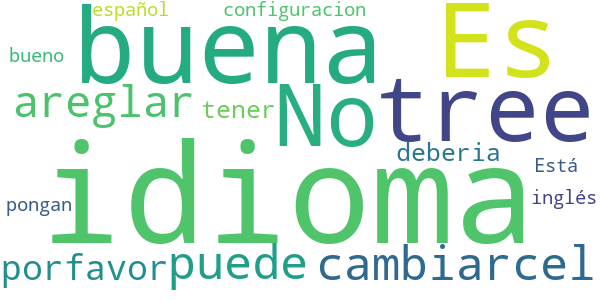 español configuracion
bueno buena Es
areglar tener No tree
deberia
Está
idioma
pongan inglés
porfavor puede cambiarcel